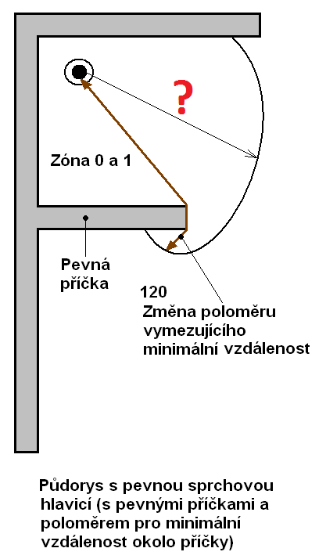 ?
Zóna 0 a 1
Pevná
příčka
120
Změna poloměru
vymezujícího
minimální vzdálenost
Půdorys s pevnou sprchovou
hlavicí (s pevnými příčkami a
poloměrem pro minimální
vzdálenost okolo příčky)